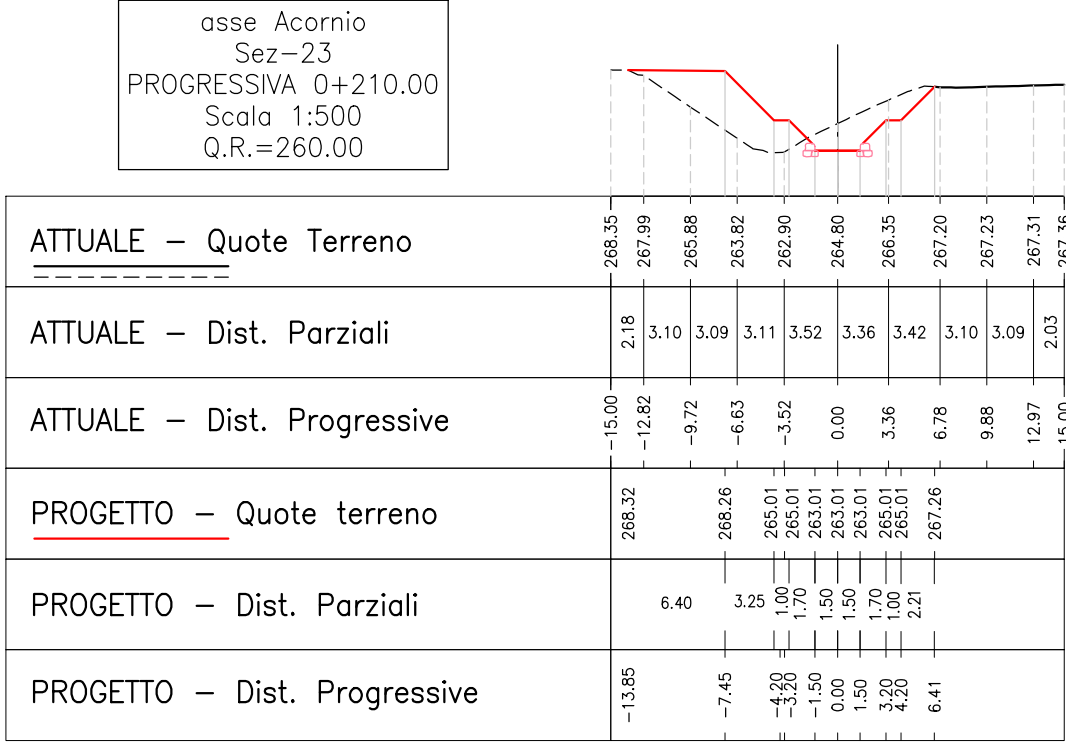 asse Acornio
Sez-23
PROGRESSIVA 0+210.00
Scala 1:500
Q.R.=260.00
ATTUALE - Quote Terreno
268.35 267.99 265.88 263.82 262.90 264.80 266.35 267.20 267.23 267.31 267.36
ATTUALE - Dist. Parziali
2.18 3.10 3.09 3.11 3.52 3.36 3.42 3.10 3.09 2.03
ATTUALE - Dist. Progressive
-15.00 -12.82 -9.72 -6.63 -3.52 0.00 3.36 6.78 9.88 12.97 15.00
PROGETTO - Quote terreno
268.32 268.26 265.01 265.01 263.01 263.01 263.01 265.01 265.01 267.26
PROGETTO - Dist. Parziali
6.40 3.25 1.00 1.70 1.50 1.50 1.70 1.00 2.21
PROGETTO - Dist. Progressive
-13.85 -7.45 -4.20 -3.20 -1.50 0.00 1.50 3.20 4.20 6.41